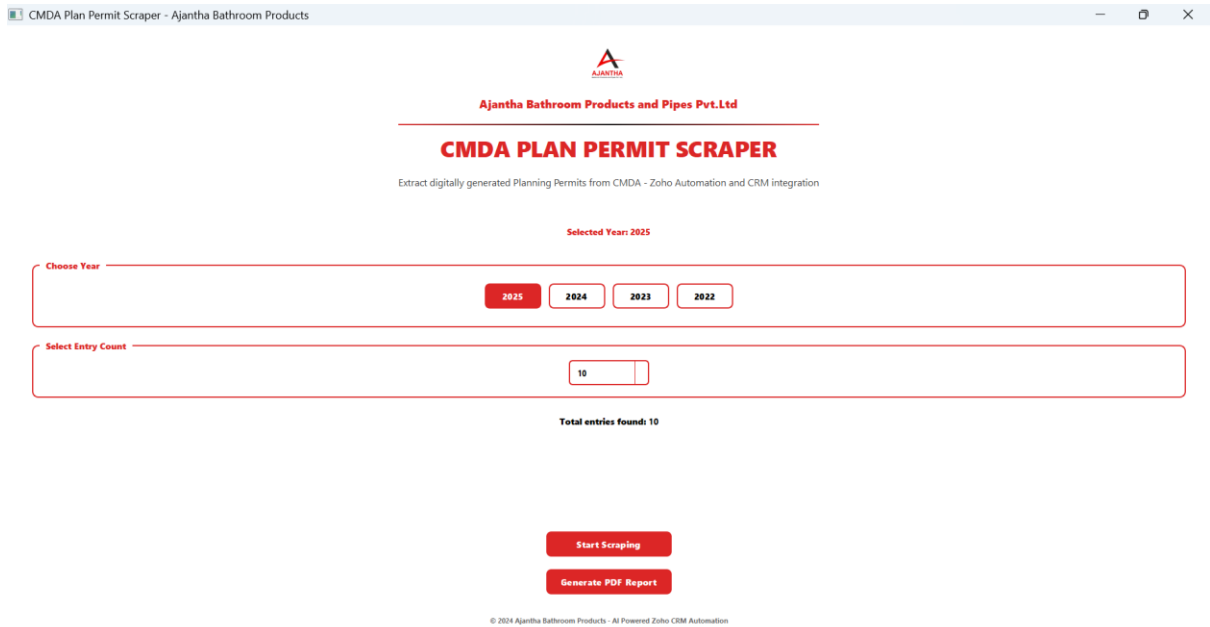 CMDA Plan Permit Scraper - Ajantha Bathroom Products
AJANTHA
Ajantha Bathroom Products and Pipes Pvt.Ltd
CMDA PLAN PERMIT SCRAPER
Extract digitally generated Planning Permits from CMDA - Zoho Automation and CRM integration
Selected Year: 2025
Choose Year
2025 2024 2023 2022
Select Entry Count
10
Total entries found: 10
Start Scraping
Generate PDF Report
© 2024 Ajantha Bathroom Products - AI Powered Zoho CRM Automation